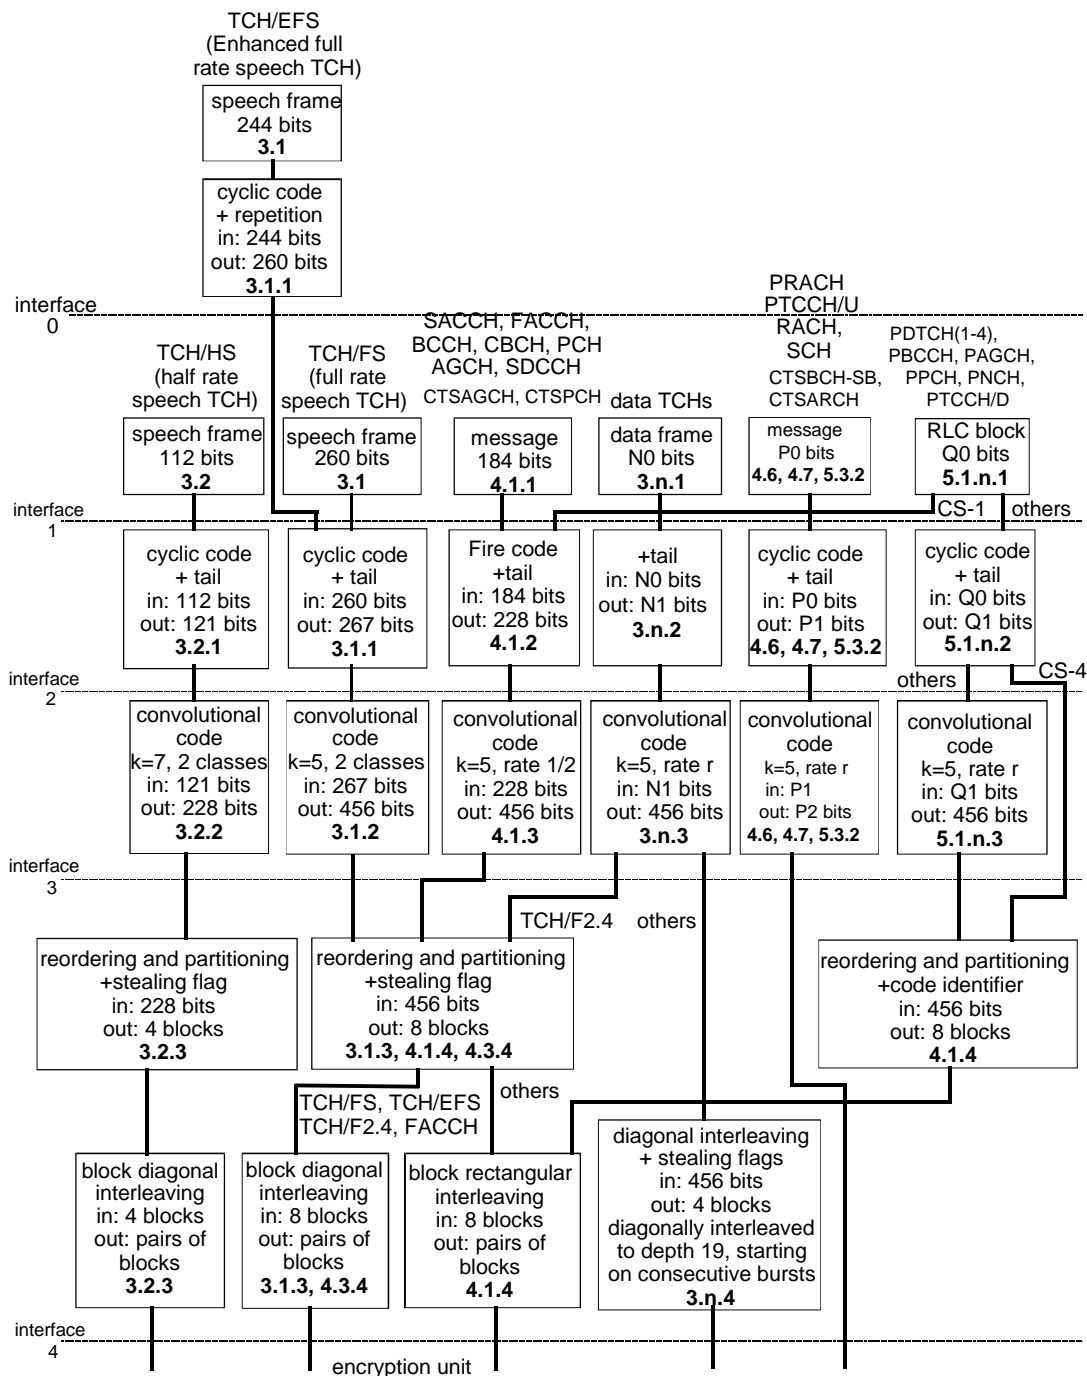 TCH/EFS
(Enhanced full
rate speech TCH)
speech frame
244 bits
3.1
cyclic code
+ repetition
in: 244 bits
out: 260 bits
3.1.1
interface
0
TCH/HS
(half rate
speech TCH)
TCH/FS
(full rate
speech TCH)
SACCH, FACCH,
BCCH, CBCH, PCH
AGCH, SDCCH
CTSAGCH, CTSPCH
data TCHs
PRACH
PTCCH/U
RACH,
SCH
CTSBCH-SB,
CTSARCH
PDTCH(1-4),
PBCCH, PAGCH,
PPCH, PNCH,
PTCCH/D
speech frame
112 bits
3.2
speech frame
260 bits
3.1
message
184 bits
4.1.1
data frame
N0 bits
3.n.1
message
P0 bits
4.6, 4.7, 5.3.2
RLC block
Q0 bits
5.1.n.1
interface
1
CS-1
others
cyclic code
+ tail
in: 112 bits
out: 121 bits
3.2.1
cyclic code
+ tail
in: 260 bits
out: 267 bits
3.1.1
Fire code
+tail
in: 184 bits
out: 228 bits
4.1.2
+tail
in: N0 bits
out: N1 bits
3.n.2
cyclic code
+ tail
in: P0 bits
out: P1 bits
4.6, 4.7, 5.3.2
cyclic code
+ tail
in: Q0 bits
out: Q1 bits
5.1.n.2
interface
2
others
CS-4
convolutional
code
k=7, 2 classes
in: 121 bits
out: 228 bits
3.2.2
convolutional
code
k=5, 2 classes
in: 267 bits
out: 456 bits
3.1.2
convolutional
code
k=5, rate 1/2
in: 228 bits
out: 456 bits
4.1.3
convolutional
code
k=5, rate r
in: N1 bits
out: 456 bits
3.n.3
convolutional
code
k=5, rate r
in: P1
out: P2 bits
4.6, 4.7, 5.3.2
convolutional
code
k=5, rate r
in: Q1 bits
out: 456 bits
5.1.n.3
interface
3
TCH/F2.4
others
reordering and partitioning
+stealing flag
in: 228 bits
out: 4 blocks
3.2.3
reordering and partitioning
+stealing flag
in: 456 bits
out: 8 blocks
3.1.3, 4.1.4, 4.3.4
reordering and partitioning
+code identifier
in: 456 bits
out: 8 blocks
4.1.4
TCH/FS, TCH/EFS
TCH/F2.4, FACCH
others
block diagonal
interleaving
in: 4 blocks
out: pairs of
blocks
3.2.3
block diagonal
interleaving
in: 8 blocks
out: pairs of
blocks
3.1.3, 4.3.4
block rectangular
interleaving
in: 8 blocks
out: pairs of
blocks
4.1.4
diagonal interleaving
+ stealing flags
in: 456 bits
out: 4 blocks
diagonally interleaved
to depth 19, starting
on consecutive bursts
3.n.4
interface
4
encryption unit